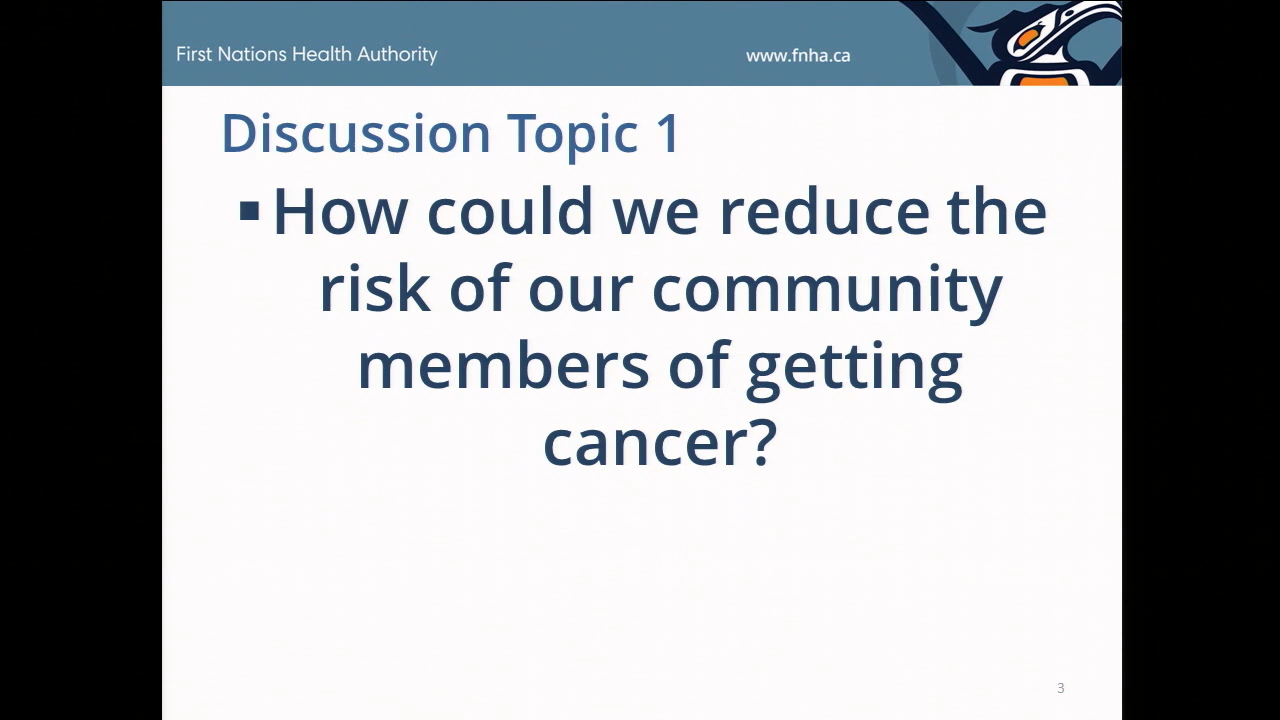 First Nations Health Authority
www.fnha.ca
Discussion Topic 1
▪ How could we reduce the
risk of our community
members of getting
cancer?
3